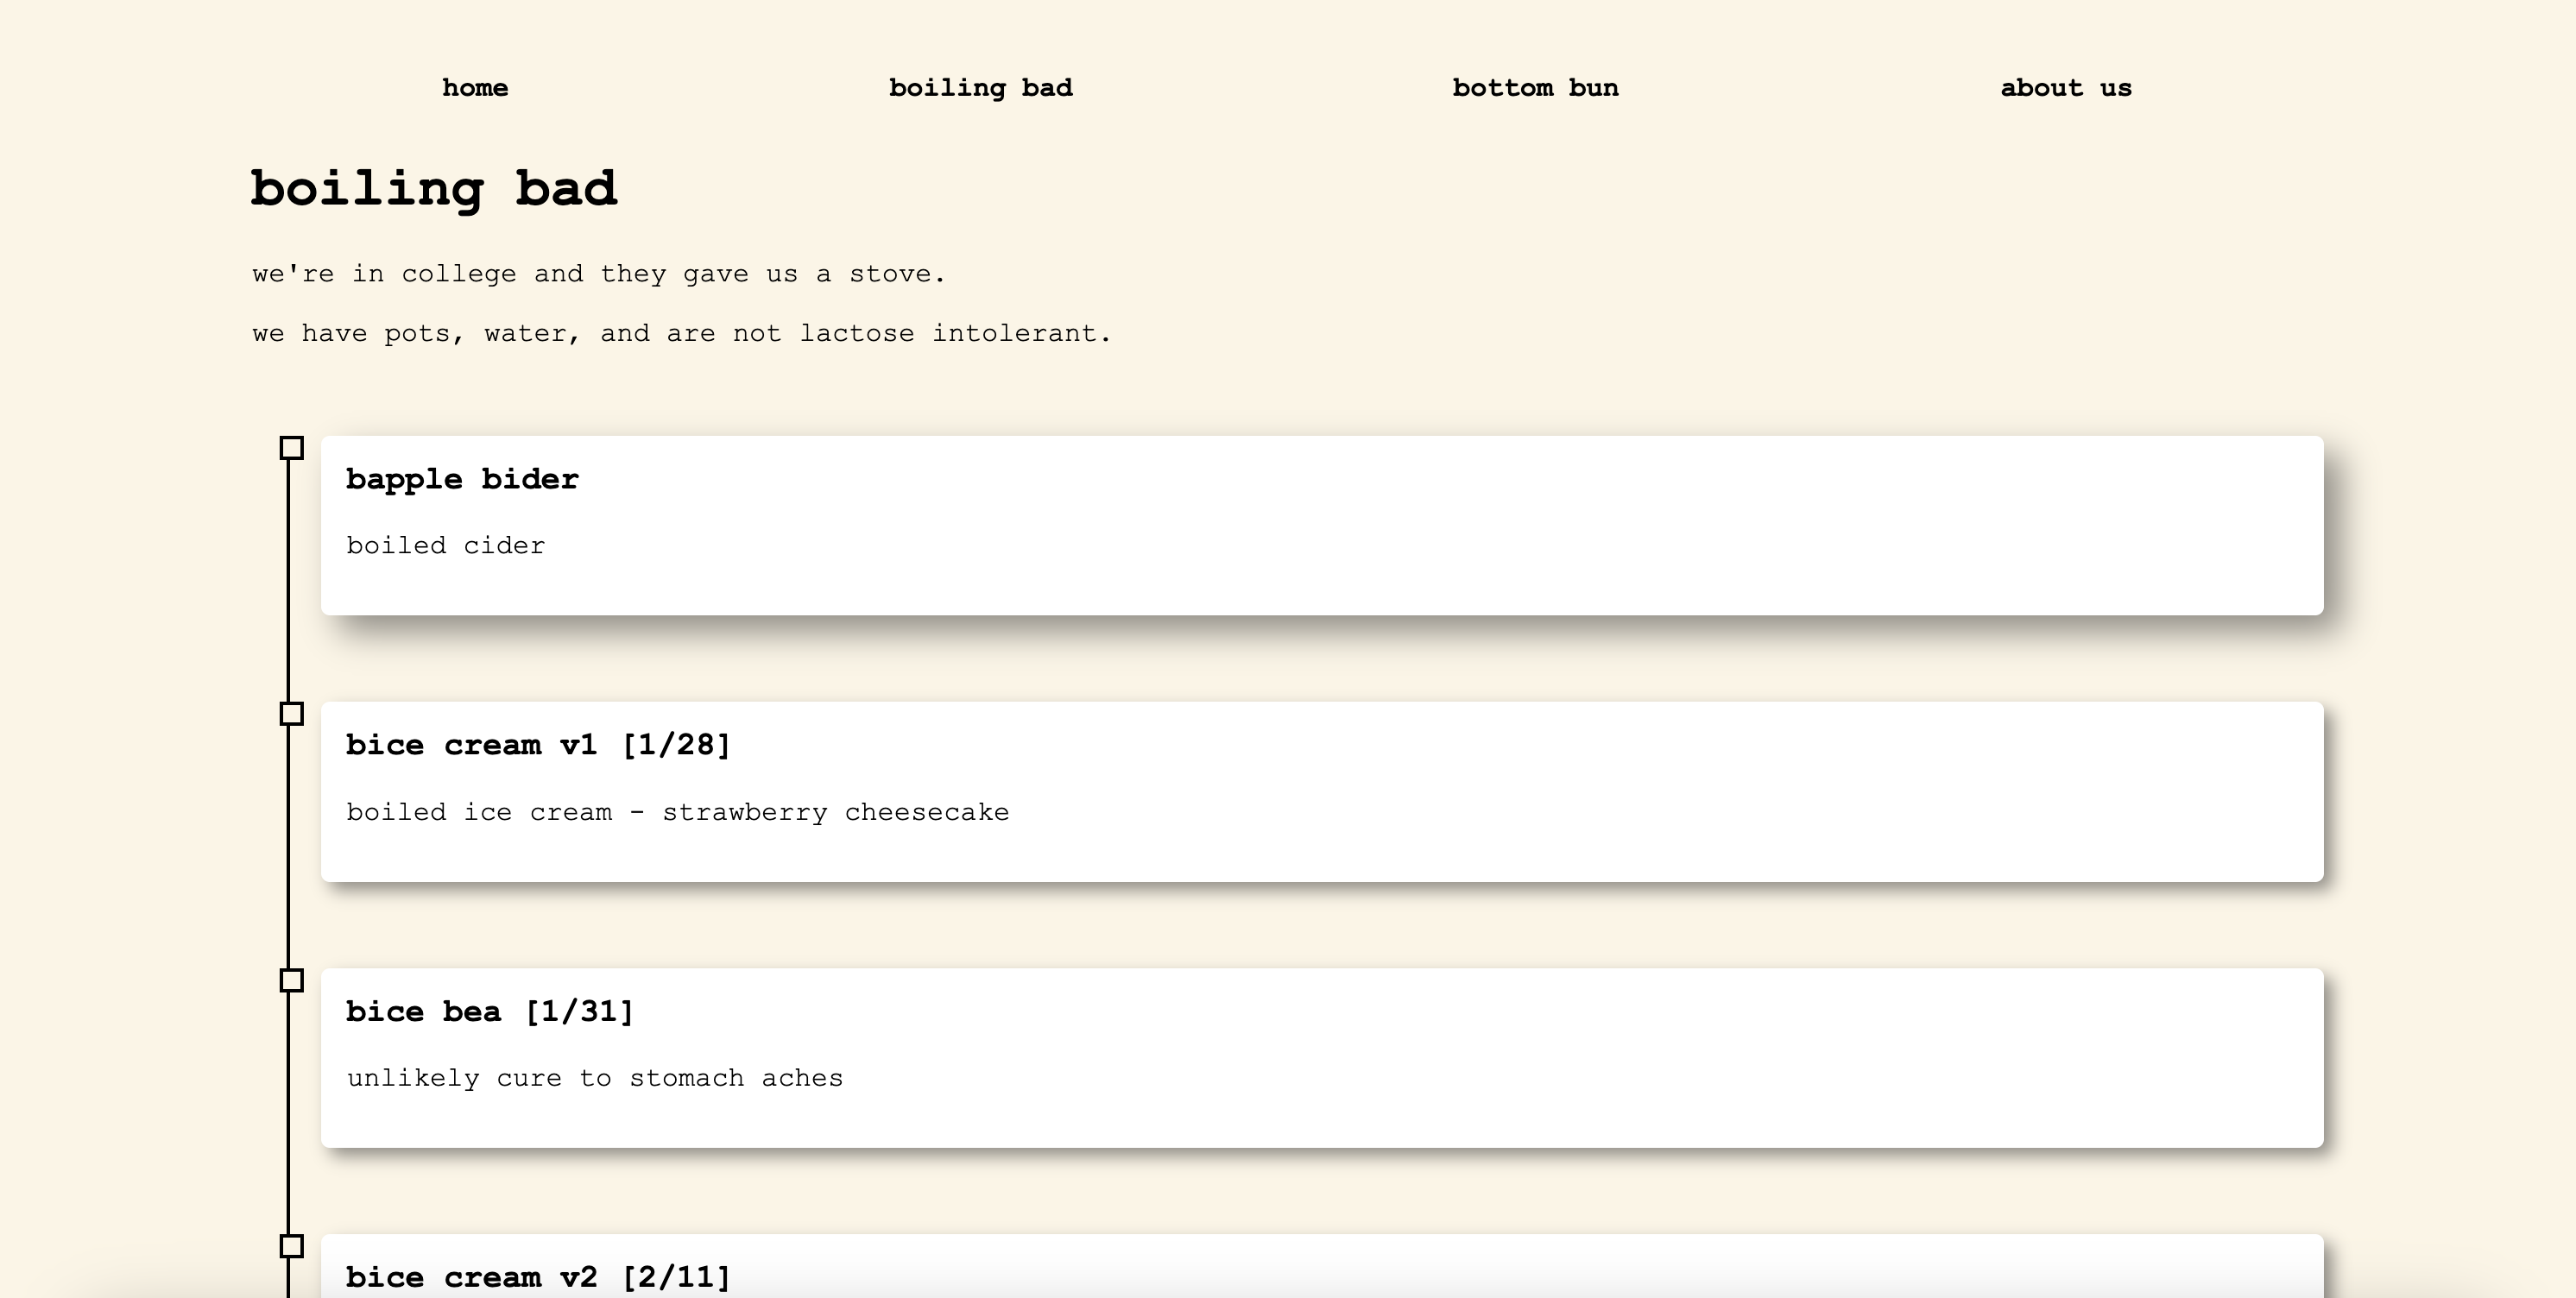 home boiling bad bottom bun about us
boiling bad
we're in college and they gave us a stove.
we have pots, water, and are not lactose intolerant.
bapple bider
boiled cider
bice cream v1 [1/28]
boiled ice cream - strawberry cheesecake
bice bea [1/31]
unlikely cure to stomach aches
bice cream v2 [2/11]